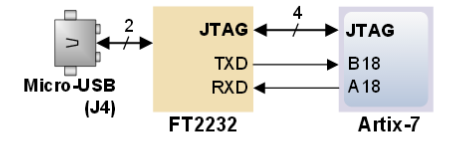 2
4
JTAG
JTAG
TXD
B18
RXD
A18
Micro-USB
(J4)
FT2232
Artix-7